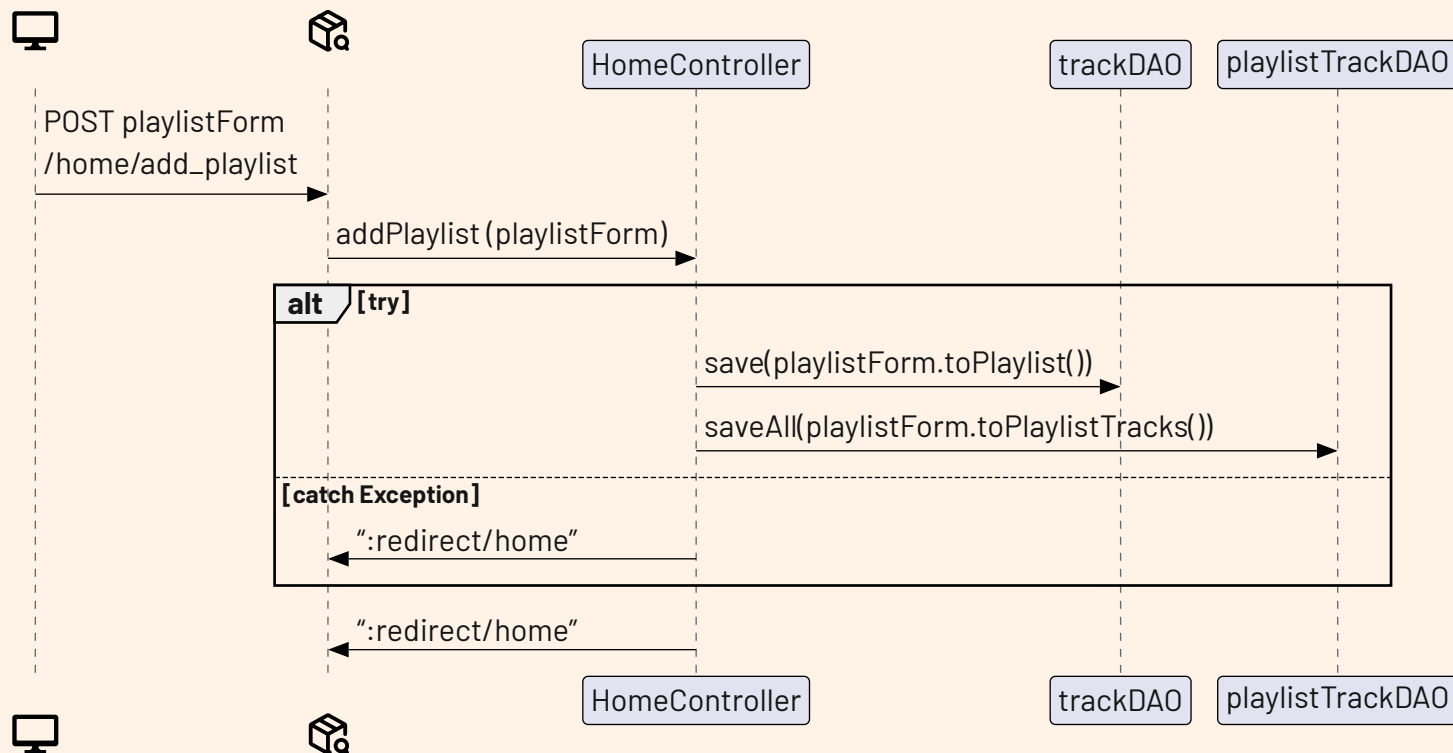 HomeController
trackDAO
playlistTrackDAO
POST playlistForm
/home/add_playlist
addPlaylist (playlistForm)
alt [try]
save(playlistForm.toPlaylist())
saveAll(playlistForm.toPlaylistTracks())
[catch Exception]
“:redirect/home”
“:redirect/home”
HomeController
trackDAO
playlistTrackDAO